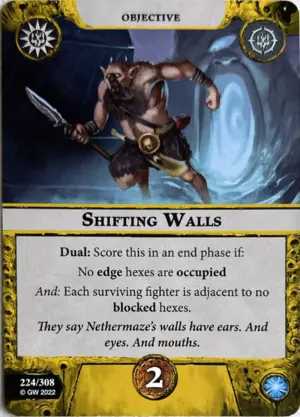 OBJECTIVE
SHIFTING WALLS
Dual: Score this in an end phase if:
No edge hexes are occupied
And: Each surviving fighter is adjacent to no
blocked hexes.
They say Nethermaze's walls have ears. And
eyes. And mouths.
224/308
© GW 2022
2